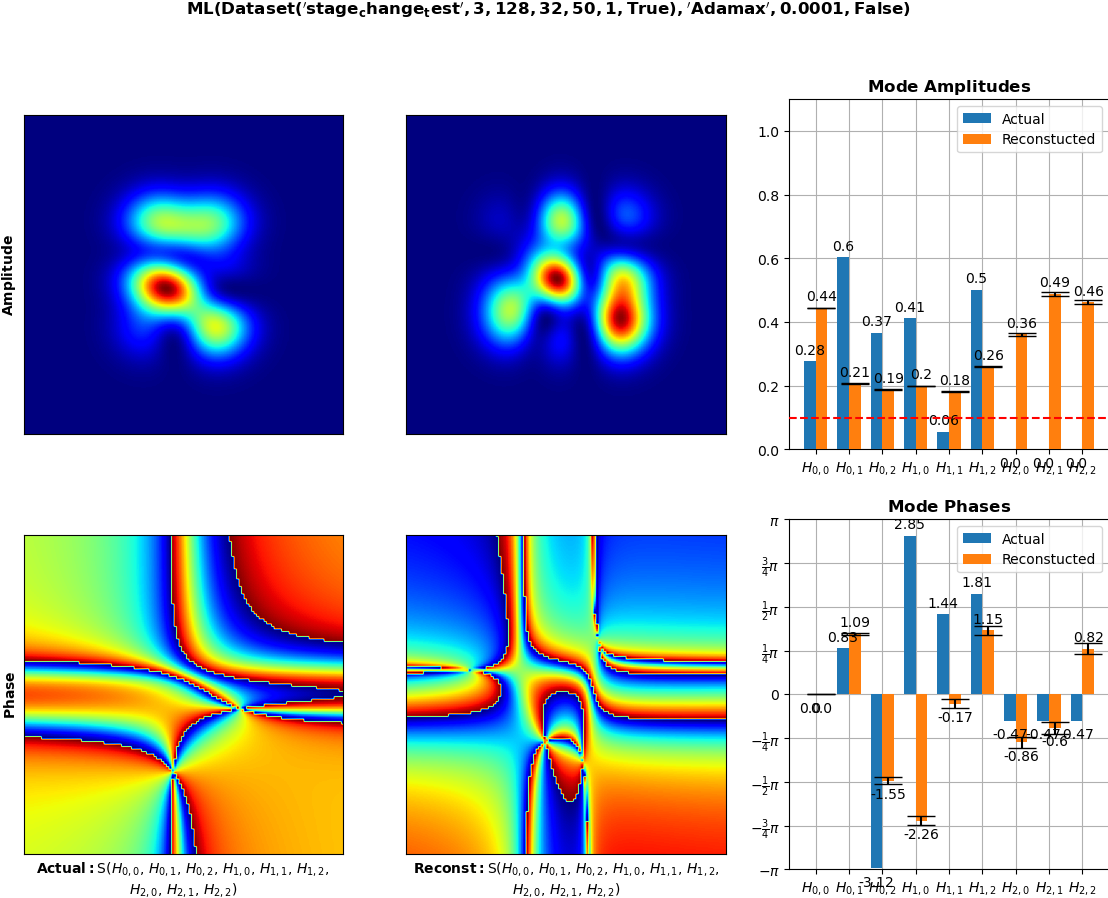 ML(Dataset('stage_change_test', 3, 128, 32, 50, 1, True), 'Adamax', 0.0001, False)
Amplitude
Mode Amplitudes
Actual
Reconstucted
1.0
0.8
0.6
0.4
0.2
0.0
0.28
0.44
0.6
0.21
0.37
0.19
0.41
0.2
0.06
0.18
0.5
0.26
0.0
0.36
0.0
0.49
0.0
0.46
H0,0 H0,1 H0,2 H1,0 H1,1 H1,2 H2,0 H2,1 H2,2
Phase
Mode Phases
Actual
Reconstucted
π
3/4π
1/2π
1/4π
0
−1/4π
−1/2π
−3/4π
−π
0.0
0.0
0.83
1.09
-3.12
-1.55
2.85
-2.26
1.44
-0.17
1.81
1.15
-0.47
-0.86
-0.47
-0.6
-0.47
0.82
H0,0 H0,1 H0,2 H1,0 H1,1 H1,2 H2,0 H2,1 H2,2
Actual: S(H0,0, H0,1, H0,2, H1,0, H1,1, H1,2,
H2,0, H2,1, H2,2)
Reconst: S(H0,0, H0,1, H0,2, H1,0, H1,1, H1,2,
H2,0, H2,1, H2,2)